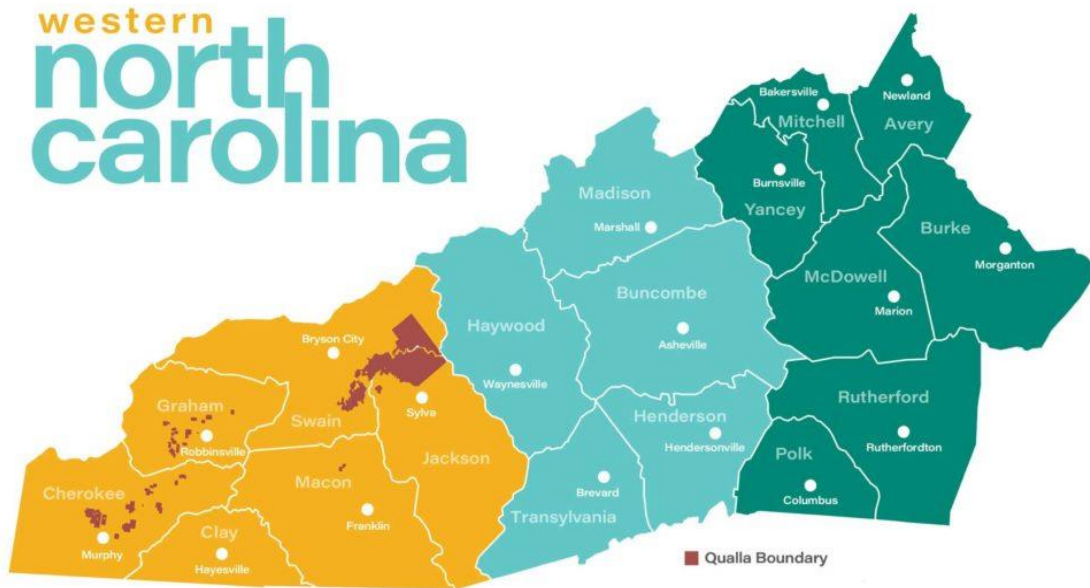 western
north
carolina
Newland
Avery
Bakersville
Mitchell
Burnsville
Yancey
Madison
Marshall
Burke
Morganton
McDowell
Marion
Buncombe
Asheville
Haywood
Waynesville
Bryson City
Swain
Graham
Robbinsville
Sylva
Jackson
Henderson
Hendersonville
Rutherford
Rutherfordton
Polk
Columbus
Brevard
Transylvania
Macon
Franklin
Cherokee
Murphy
Clay
Hayesville
Qualla Boundary